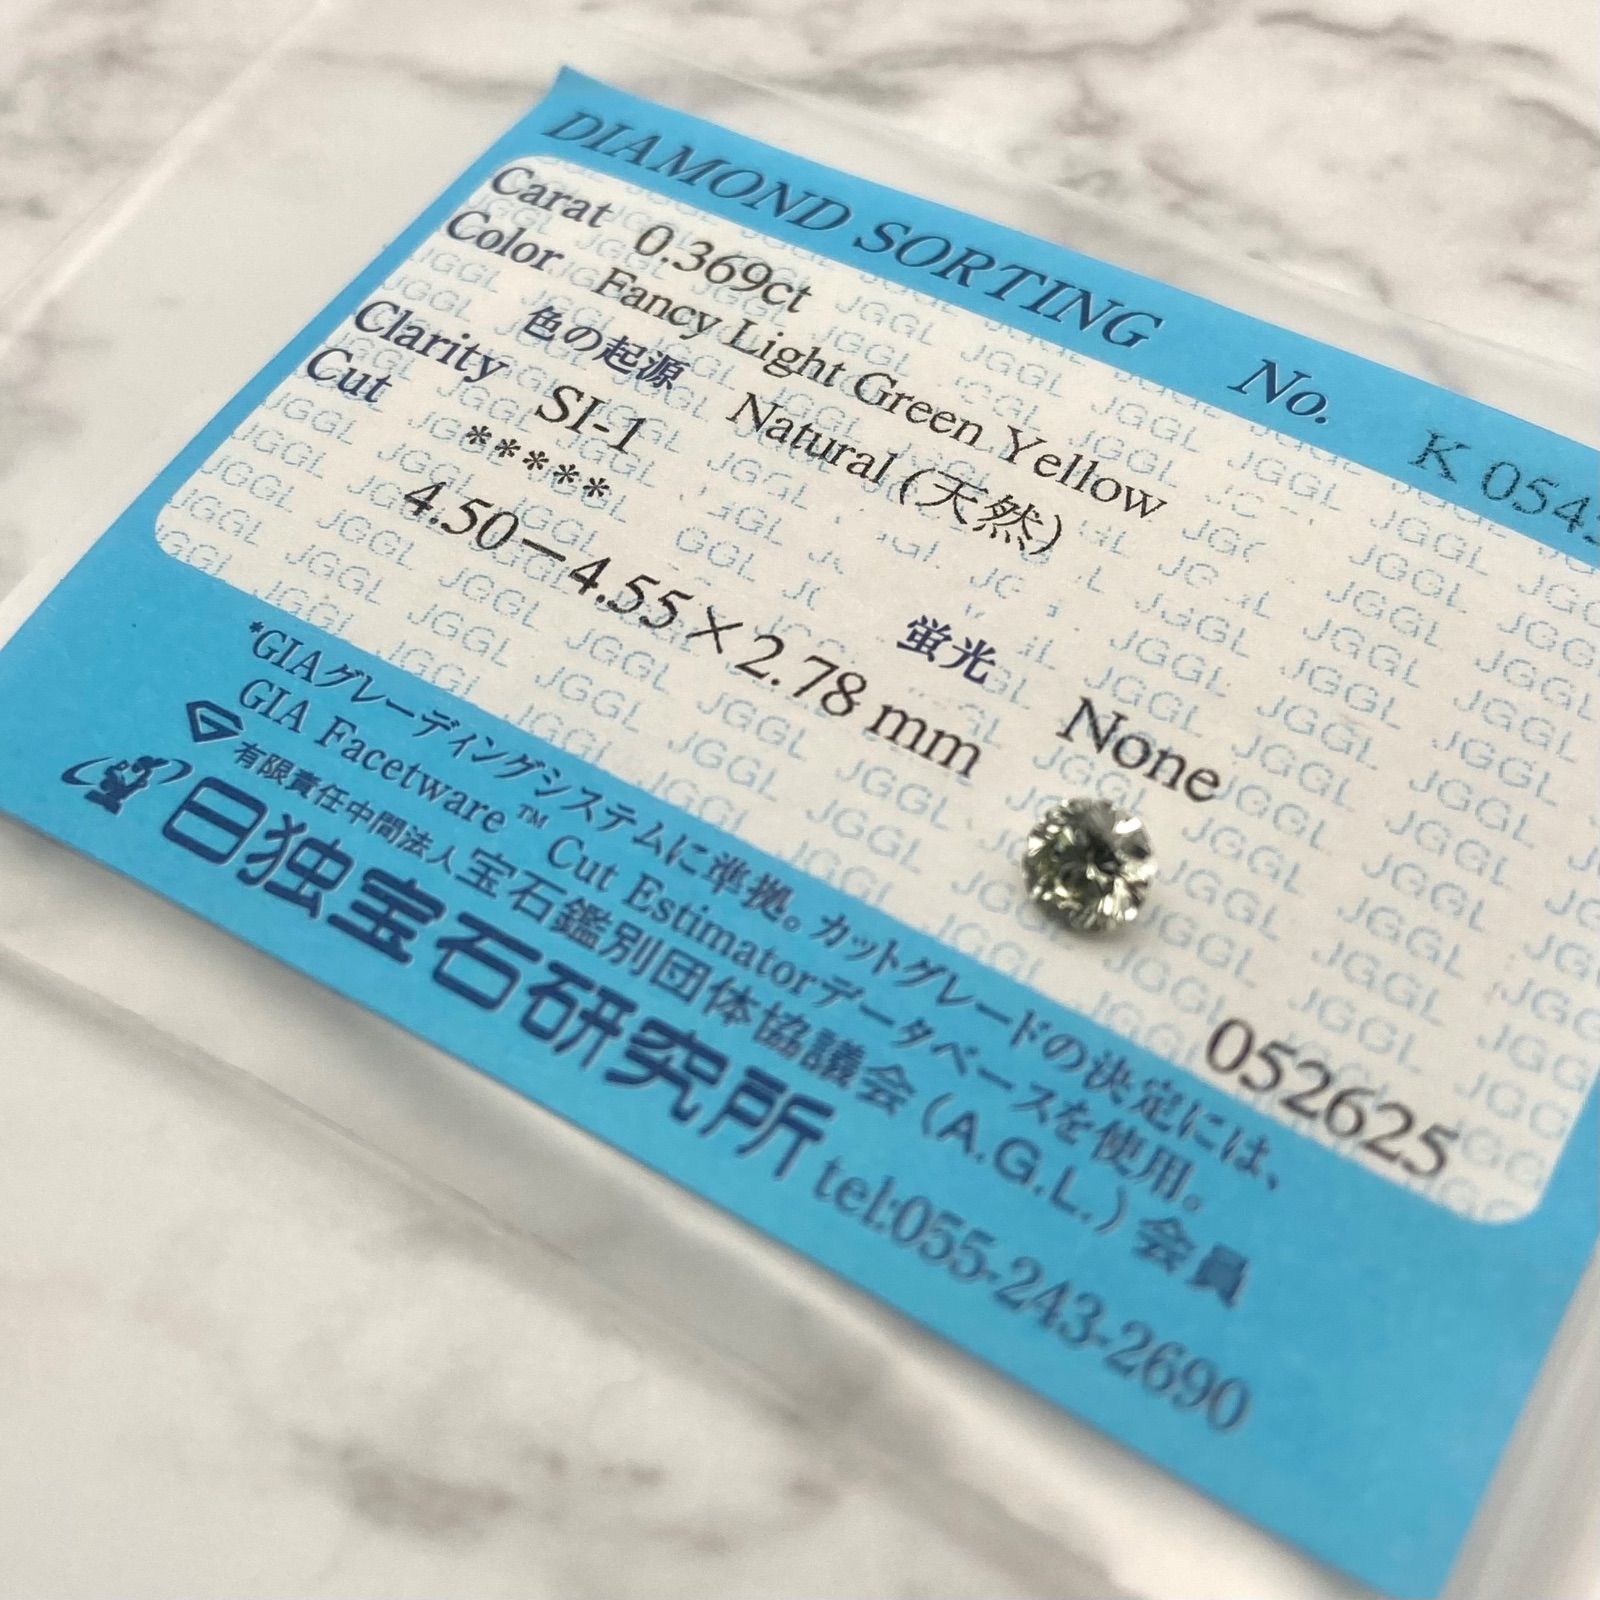 DIAMOND SORTING No. K 0543
Carat 0.369ct
Color Fancy Light Green Yellow
色の起源 Natural (天然)
Clarity SI-1
Cut *****
4.50－4.55×2.78 mm
蛍光 None
052625
*GIAグレーディングシステムに準拠。カットグレードの決定には、
GIA Facetware™ Cut Estimatorデータベースを使用。
有限責任中間法人宝石鑑別団体協議会(A.G.L.)会員
日独宝石研究所 tel:055-243-2690
JGGL